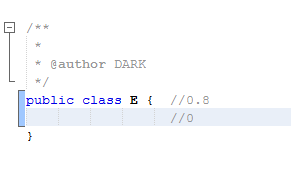 /**
*
* @author DARK
*/
public class E {  //0.8
//0
}